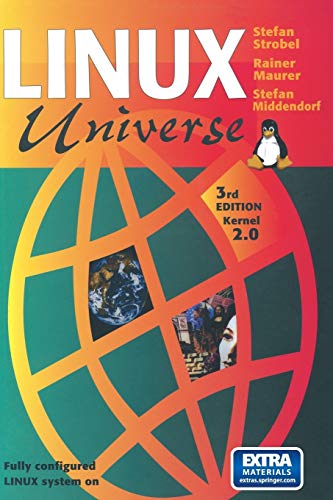 LINUX
Universe
Stefan
Strobel
Rainer
Maurer
Stefan
Middendorf
3rd
EDITION
Kernel
2.0
Fully configured
LINUX system on
EXTRA
MATERIALS
extras.springer.com